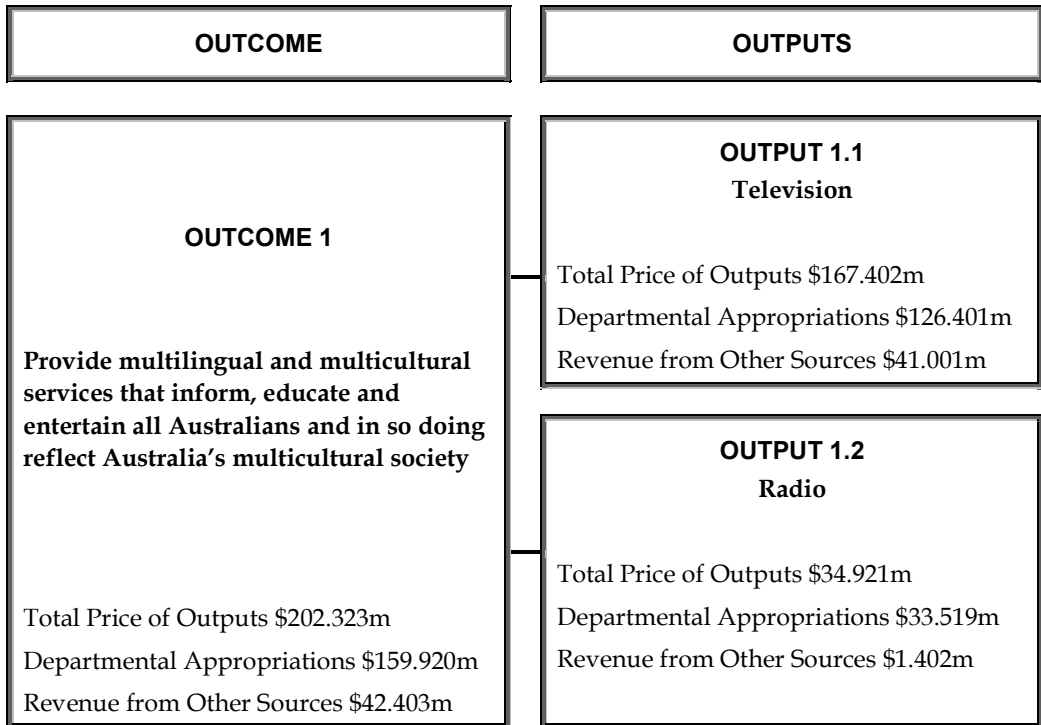 OUTCOME
OUTPUTS
OUTCOME 1
Provide multilingual and multicultural
services that inform, educate and
entertain all Australians and in so doing
reflect Australia’s multicultural society
Total Price of Outputs $202.323m
Departmental Appropriations $159.920m
Revenue from Other Sources $42.403m
OUTPUT 1.1
Television
Total Price of Outputs $167.402m
Departmental Appropriations $126.401m
Revenue from Other Sources $41.001m
OUTPUT 1.2
Radio
Total Price of Outputs $34.921m
Departmental Appropriations $33.519m
Revenue from Other Sources $1.402m